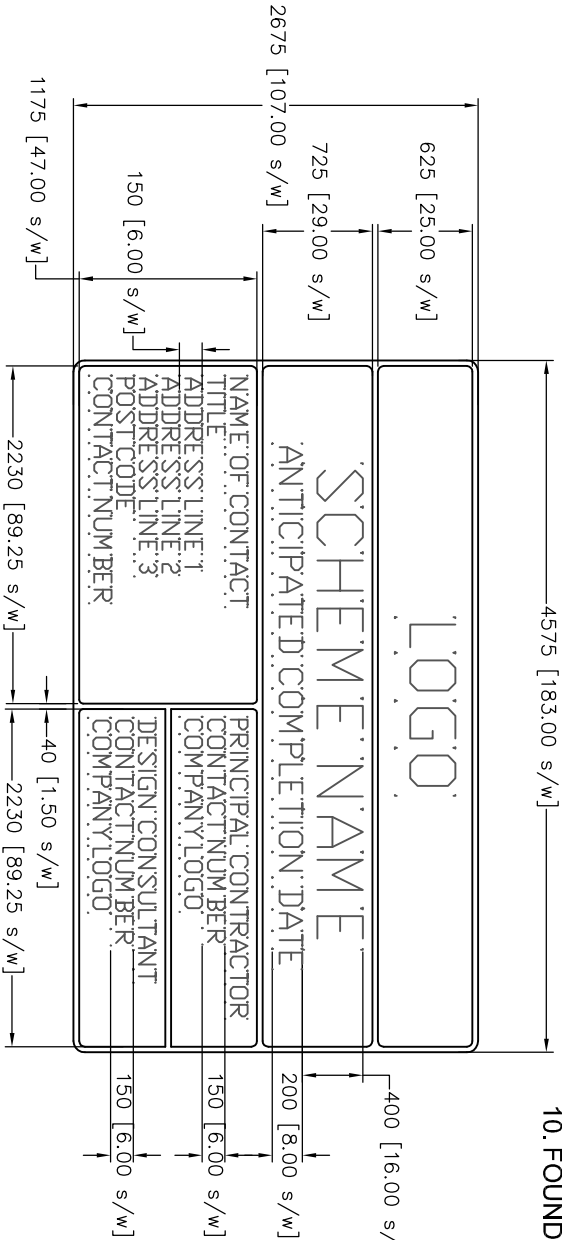 10. FOUND
4575 [183.00 s/w]
625 [25.00 s/w]
725 [29.00 s/w]
2675 [107.00 s/w]
1175 [47.00 s/w]
150 [6.00 s/w]
LOGO
SCHEME NAME
ANTICIPATED COMPLETION DATE
400 [16.00 s/
200 [8.00 s/w]
NAME OF CONTACT
TITLE
ADDRESS LINE 1
ADDRESS LINE 2
ADDRESS LINE 3
POST CODE
CONTACT NUMBER
PRINCIPAL CONTRACTOR
CONTACT NUMBER
COMPANY LOGO
150 [6.00 s/w]
DESIGN CONSULTANT
CONTACT NUMBER
COMPANY LOGO
150 [6.00 s/w]
2230 [89.25 s/w]
40 [1.50 s/w]
2230 [89.25 s/w]